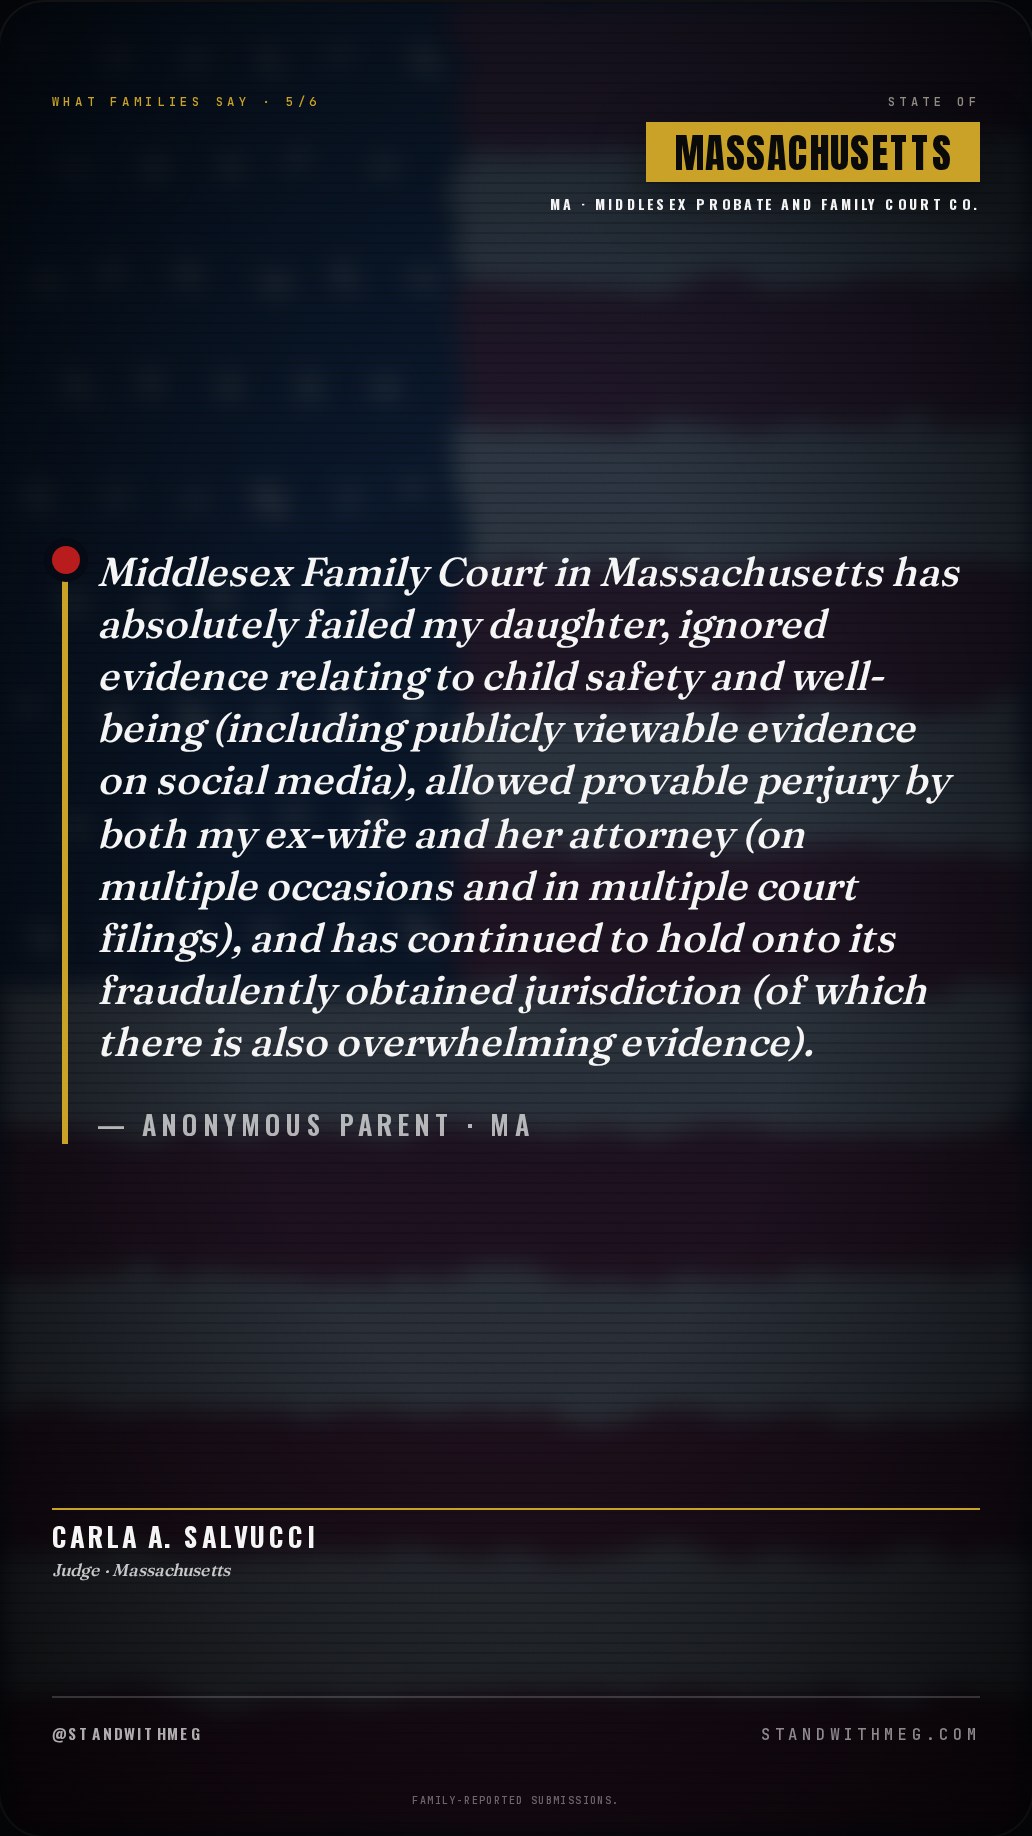 WHAT FAMILIES SAY · 5/6
STATE OF
MASSACHUSETTS
MA · MIDDLESEX PROBATE AND FAMILY COURT CO.
Middlesex Family Court in Massachusetts has
absolutely failed my daughter, ignored
evidence relating to child safety and well-
being (including publicly viewable evidence
on social media), allowed provable perjury by
both my ex-wife and her attorney (on
multiple occasions and in multiple court
filings), and has continued to hold onto its
fraudulently obtained jurisdiction (of which
there is also overwhelming evidence).
— ANONYMOUS PARENT · MA
CARLA A. SALVUCCI
Judge · Massachusetts
@STANDWITHMEG
STANDWITHMEG.COM
FAMILY-REPORTED SUBMISSIONS.